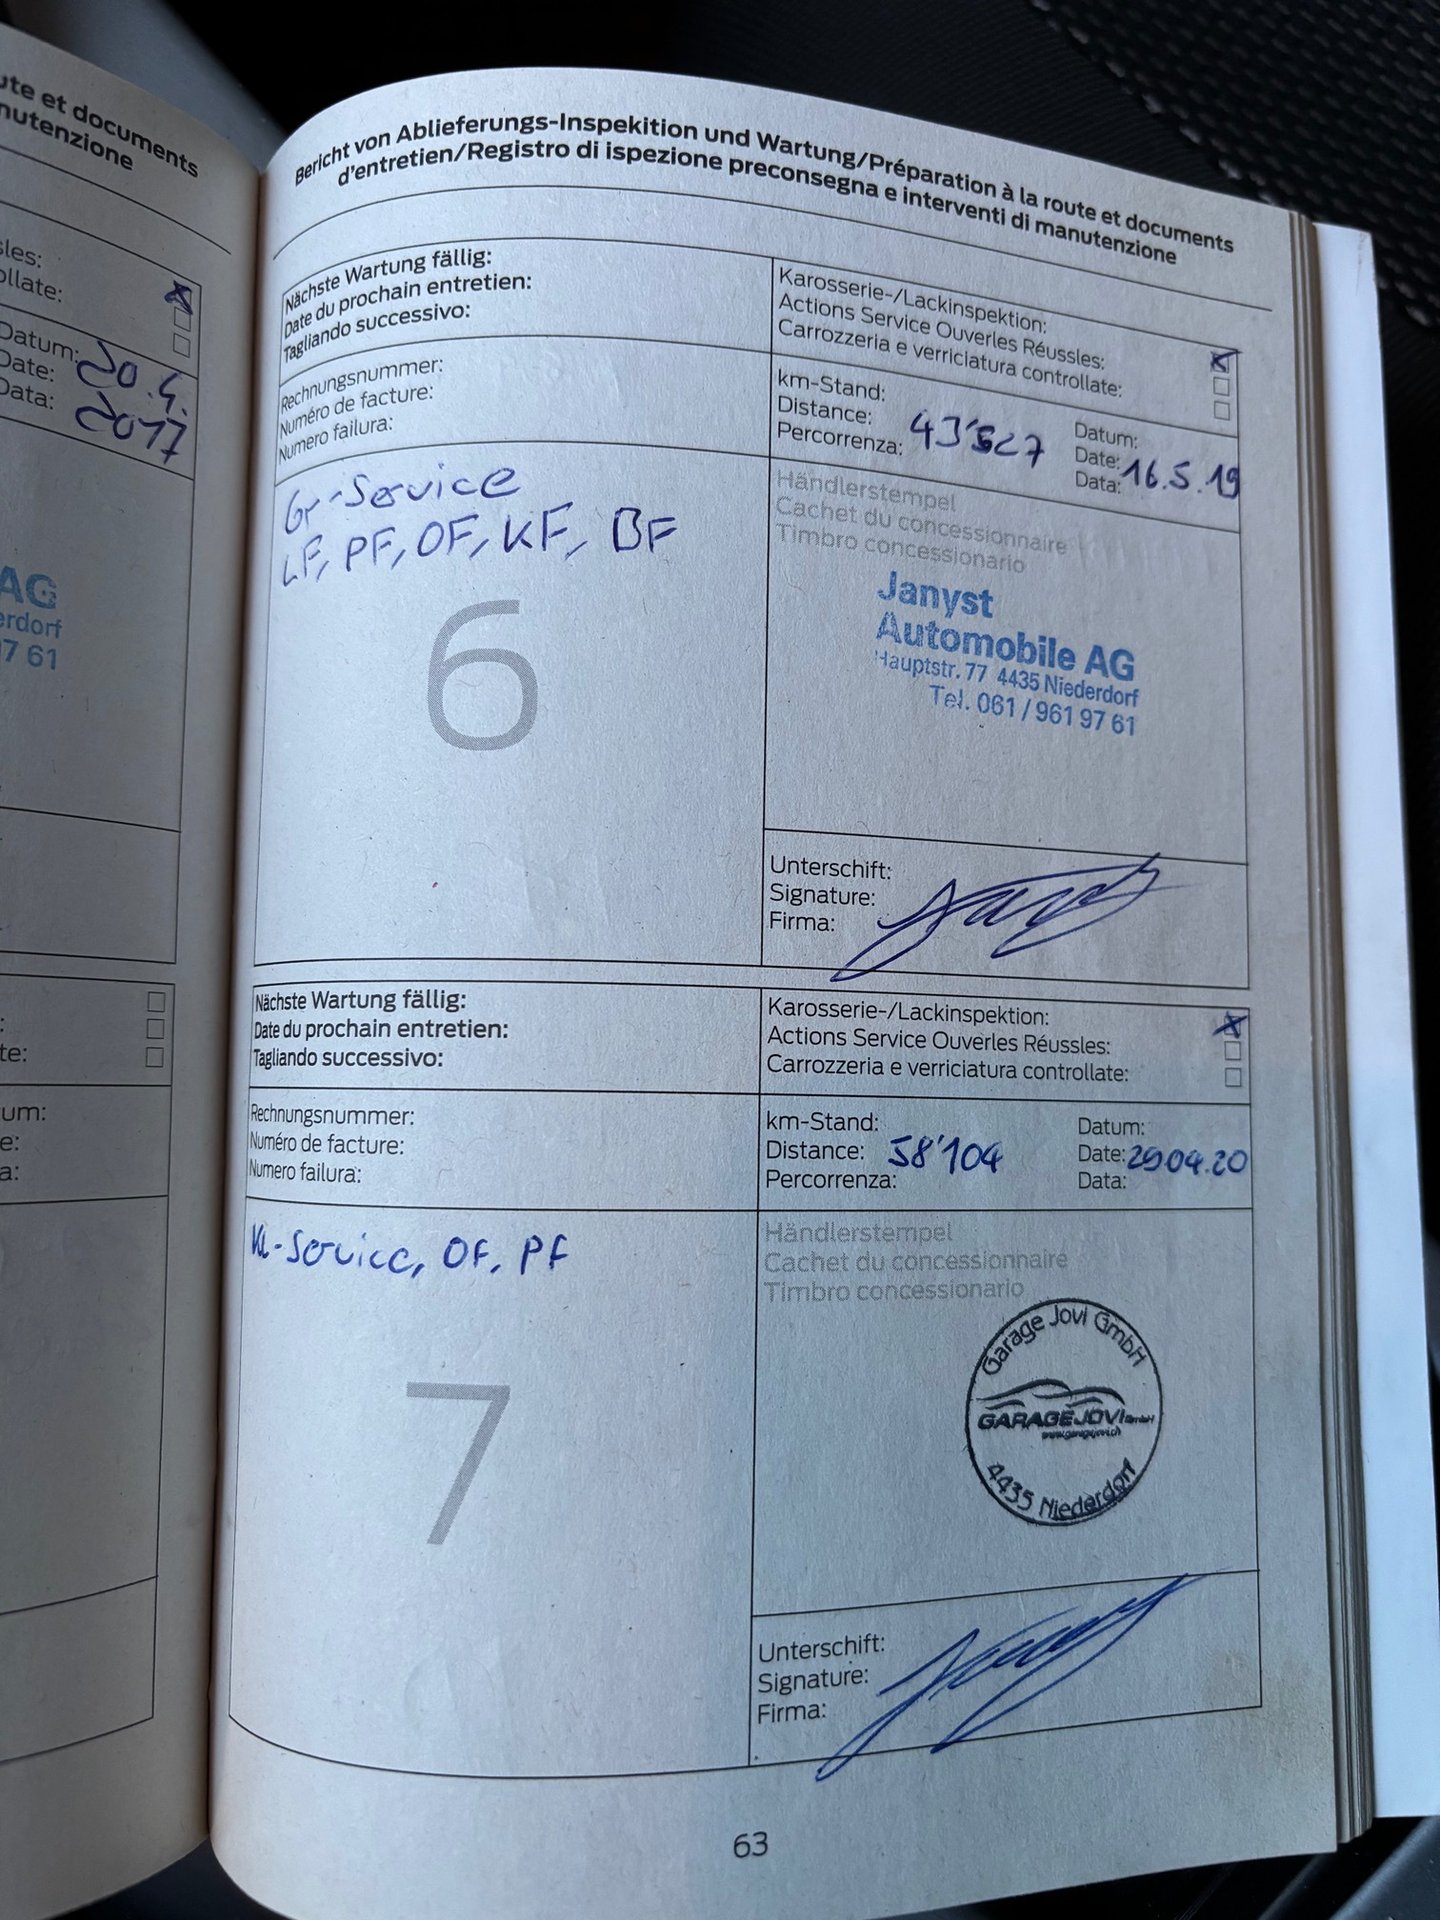 ute et documents
nutenzione
sles:
ollate:
Datum:
Date:
Data:
20.4.
2017
AG
erdorf
7 61
:
te:
um:
e:
a:
Bericht von Ablieferungs-Inspekition und Wartung/Préparation à la route et documents
d'entretien/Registro di ispezione preconsegna e interventi di manutenzione
Nächste Wartung fällig:
Date du prochain entretien:
Tagliando successivo:
Karosserie-/Lackinspektion:
Actions Service Ouverles Réussles:
Carrozzeria e verriciatura controllate:
Rechnungsnummer:
Numéro de facture:
Numero failura:
km-Stand:
Distance:
Percorrenza:
Datum:
Date: 16.5.19
Data:
Gr-Service
LF, PF, OF, KF, BF
6
Händlerstempel
Cachet du concessionnaire
Timbro concessionario
Janyst
Automobile AG
Hauptstr. 77 4435 Niederdorf
Tel. 061 / 961 97 61
Unterschift:
Signature:
Firma:
Nächste Wartung fällig:
Date du prochain entretien:
Tagliando successivo:
Karosserie-/Lackinspektion:
Actions Service Ouverles Réussles:
Carrozzeria e verriciatura controllate:
Rechnungsnummer:
Numéro de facture:
Numero failura:
km-Stand:
Distance: 58'104
Percorrenza:
Datum:
Date: 29.04.20
Data:
Kl-Service, OF, PF
7
Händlerstempel
Cachet du concessionnaire
Timbro concessionario
Garage Jovi GmbH
GARAGE JOVI GmbH
www.garagejovi.ch
4435 Niederdorf
Unterschift:
Signature:
Firma:
63